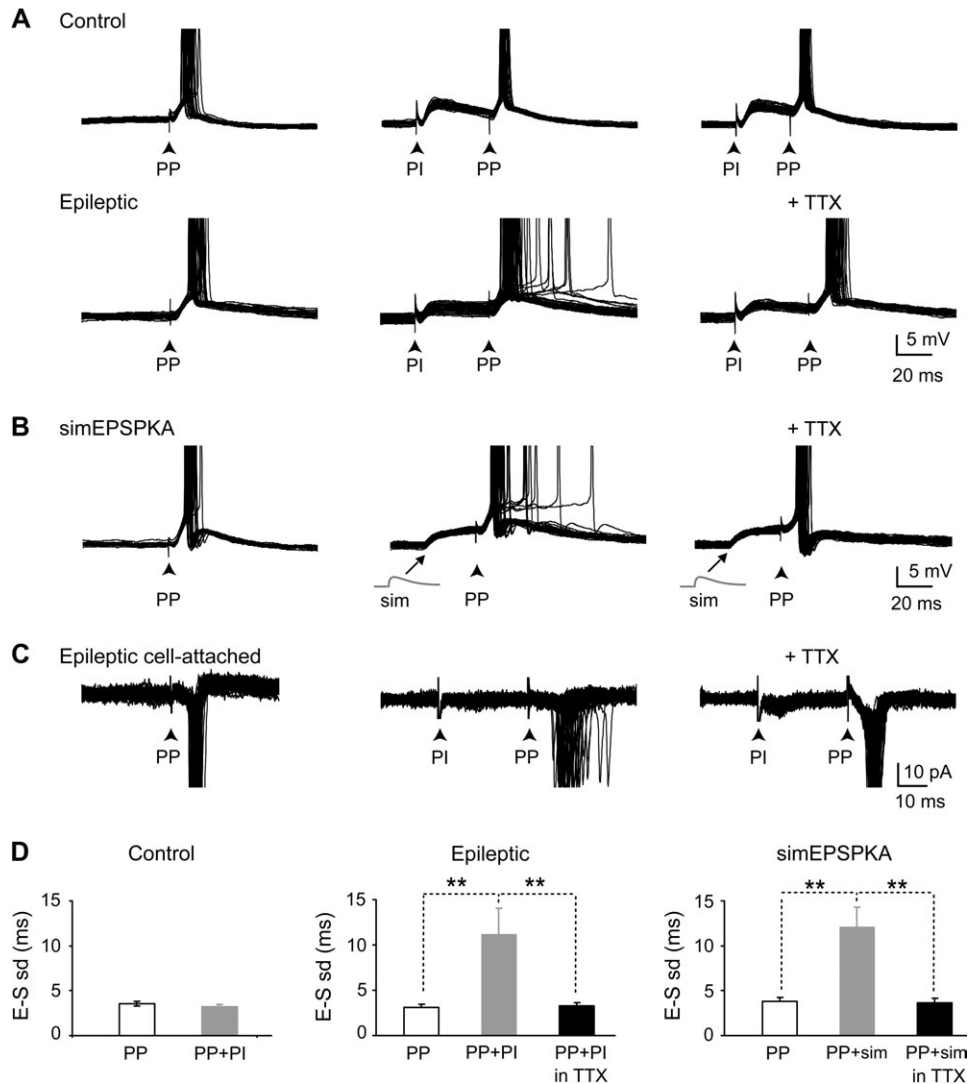 A Control
PP
PI PP
PI PP
Epileptic + TTX
PP
PI PP
PI PP
5 mV
20 ms
B simEPSPKA + TTX
PP
sim PP
sim PP
5 mV
20 ms
C Epileptic cell-attached + TTX
PP
PI PP
PI PP
10 pA
10 ms
D Control Epileptic simEPSPKA
E-S sd (ms)
15
10
5
0
PP PP+PI
E-S sd (ms)
15
10
5
0
** **
PP PP+PI PP+PI
in TTX
E-S sd (ms)
15
10
5
0
** **
PP PP+sim PP+sim
in TTX